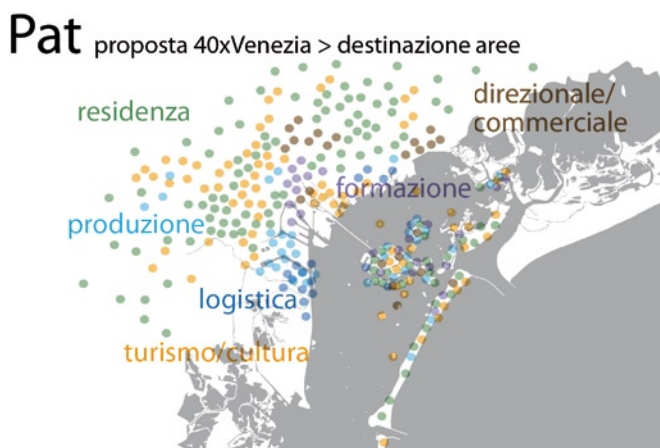 Pat proposta 40xVenezia > destinazione aree
residenza
direzionale/
commerciale
formazione
produzione
logistica
turismo/cultura